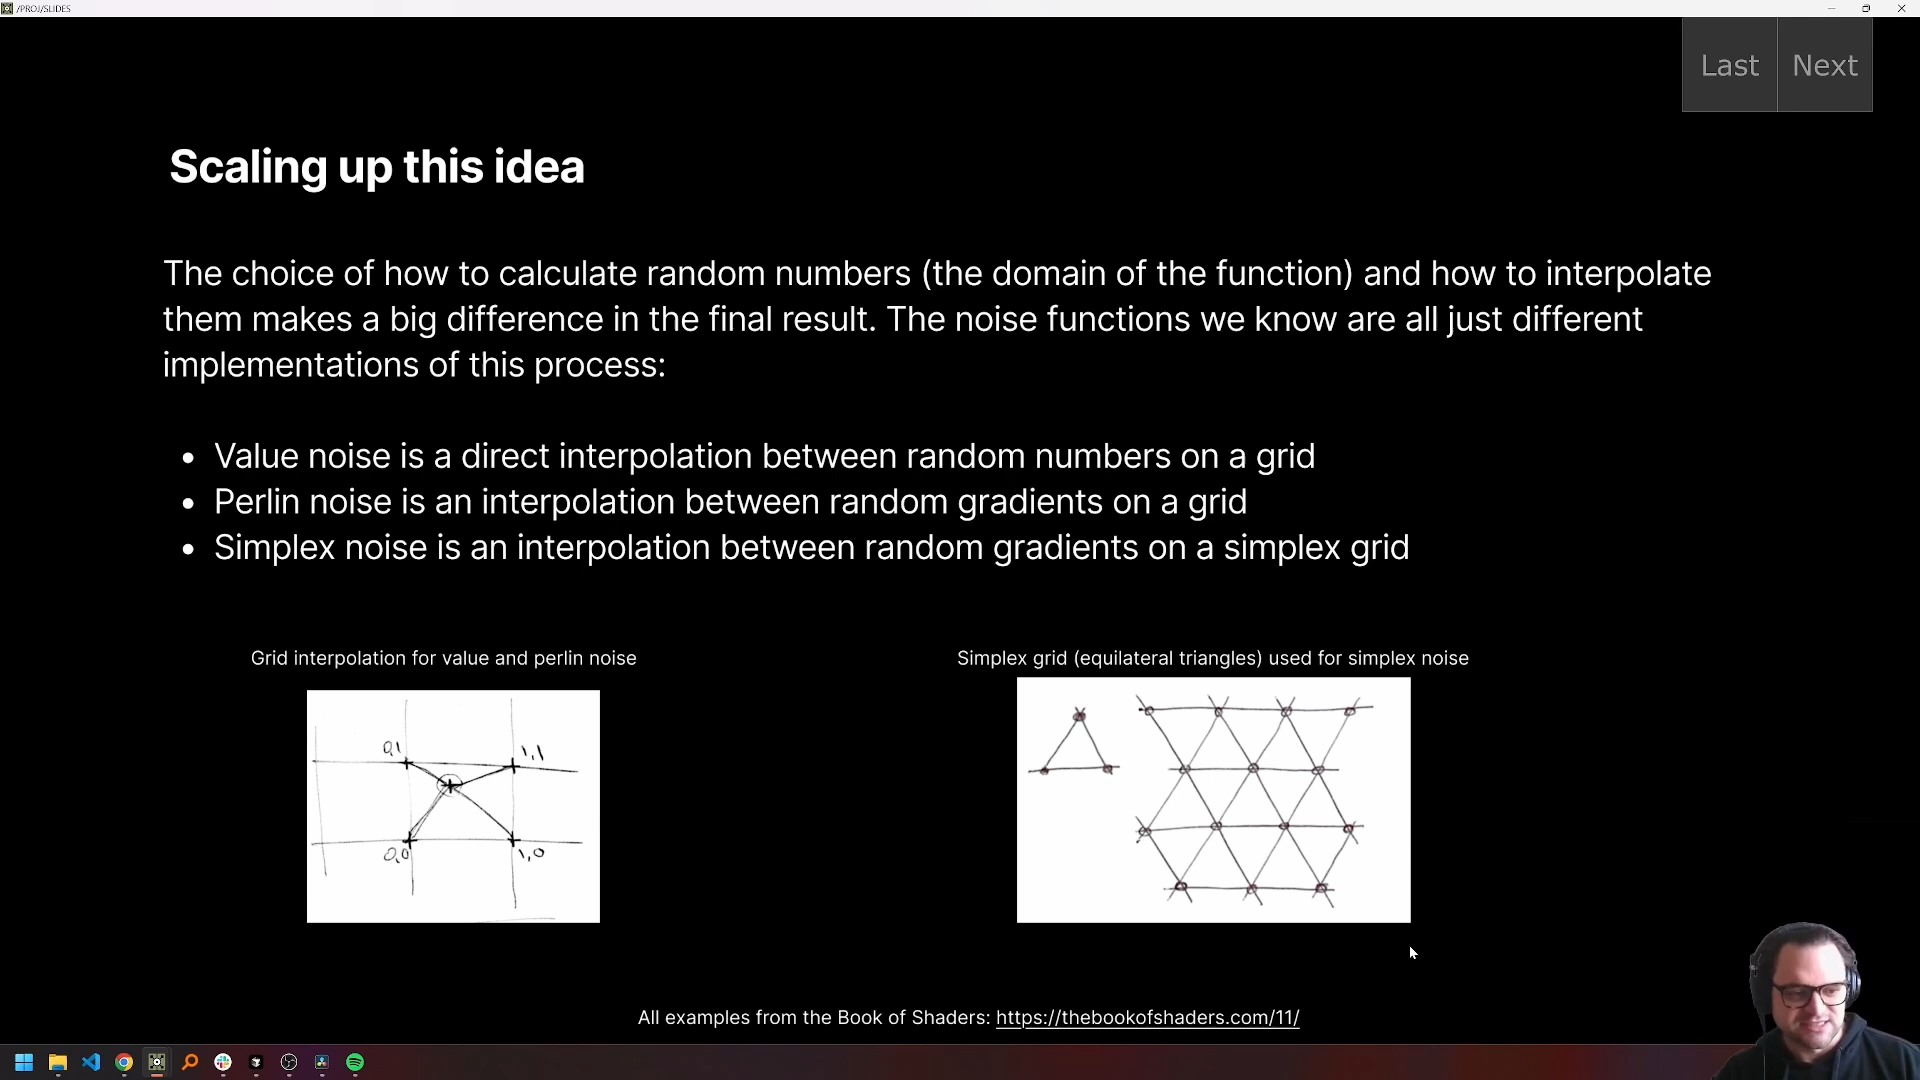 /PROJ/SLIDES
Last
Next
Scaling up this idea
The choice of how to calculate random numbers (the domain of the function) and how to interpolate
them makes a big difference in the final result. The noise functions we know are all just different
implementations of this process:
• Value noise is a direct interpolation between random numbers on a grid
• Perlin noise is an interpolation between random gradients on a grid
• Simplex noise is an interpolation between random gradients on a simplex grid
Grid interpolation for value and perlin noise
Simplex grid (equilateral triangles) used for simplex noise
0,1
1,1
0,0
1,0
All examples from the Book of Shaders: https://thebookofshaders.com/11/